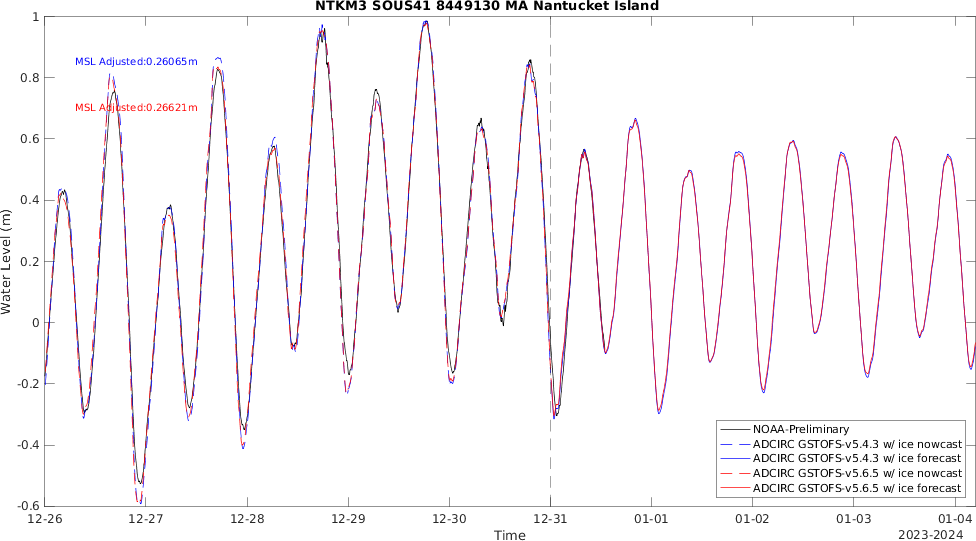 NTKM3 SOUS41 8449130 MA Nantucket Island
1
0.8
0.6
0.4
0.2
0
-0.2
-0.4
-0.6
Water Level (m)
MSL Adjusted:0.26065m
MSL Adjusted:0.26621m
NOAA-Preliminary
ADCIRC GSTOFS-v5.4.3 w/ ice nowcast
ADCIRC GSTOFS-v5.4.3 w/ ice forecast
ADCIRC GSTOFS-v5.6.5 w/ ice nowcast
ADCIRC GSTOFS-v5.6.5 w/ ice forecast
12-26 12-27 12-28 12-29 12-30 12-31 01-01 01-02 01-03 01-04
Time
2023-2024